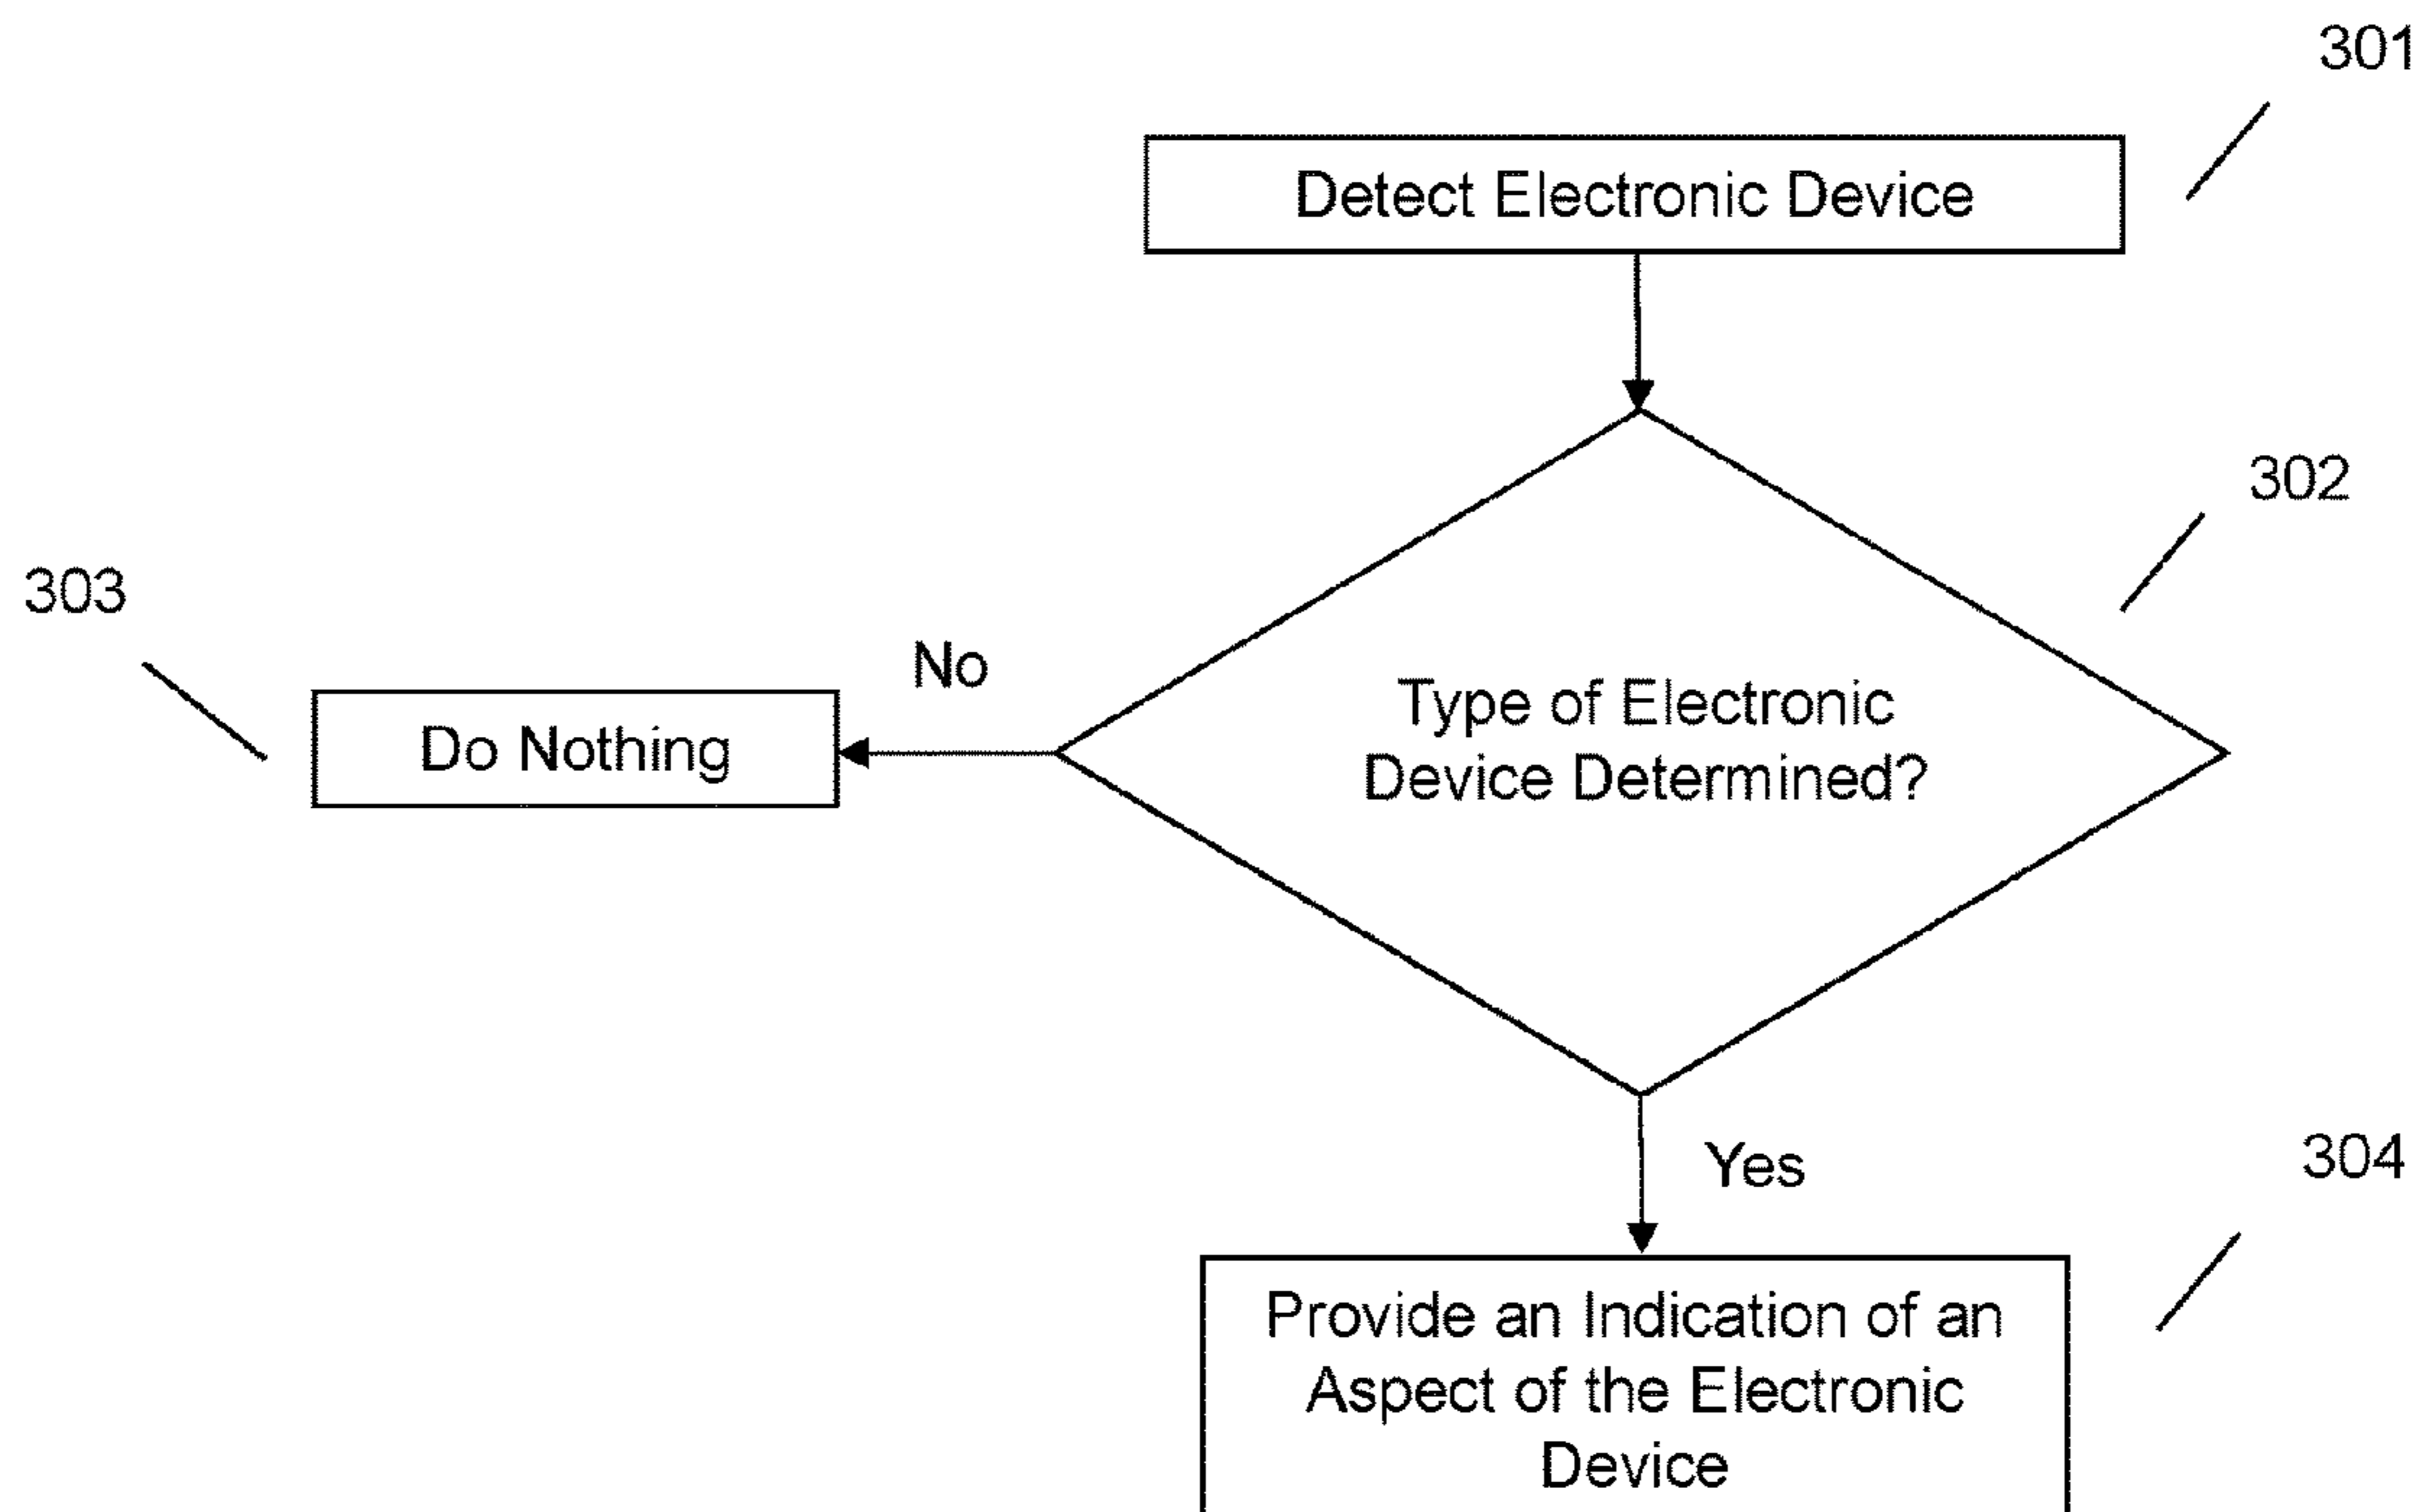 301
Detect Electronic Device
302
303
No
Type of Electronic
Device Determined?
Do Nothing
Yes
304
Provide an Indication of an
Aspect of the Electronic
Device